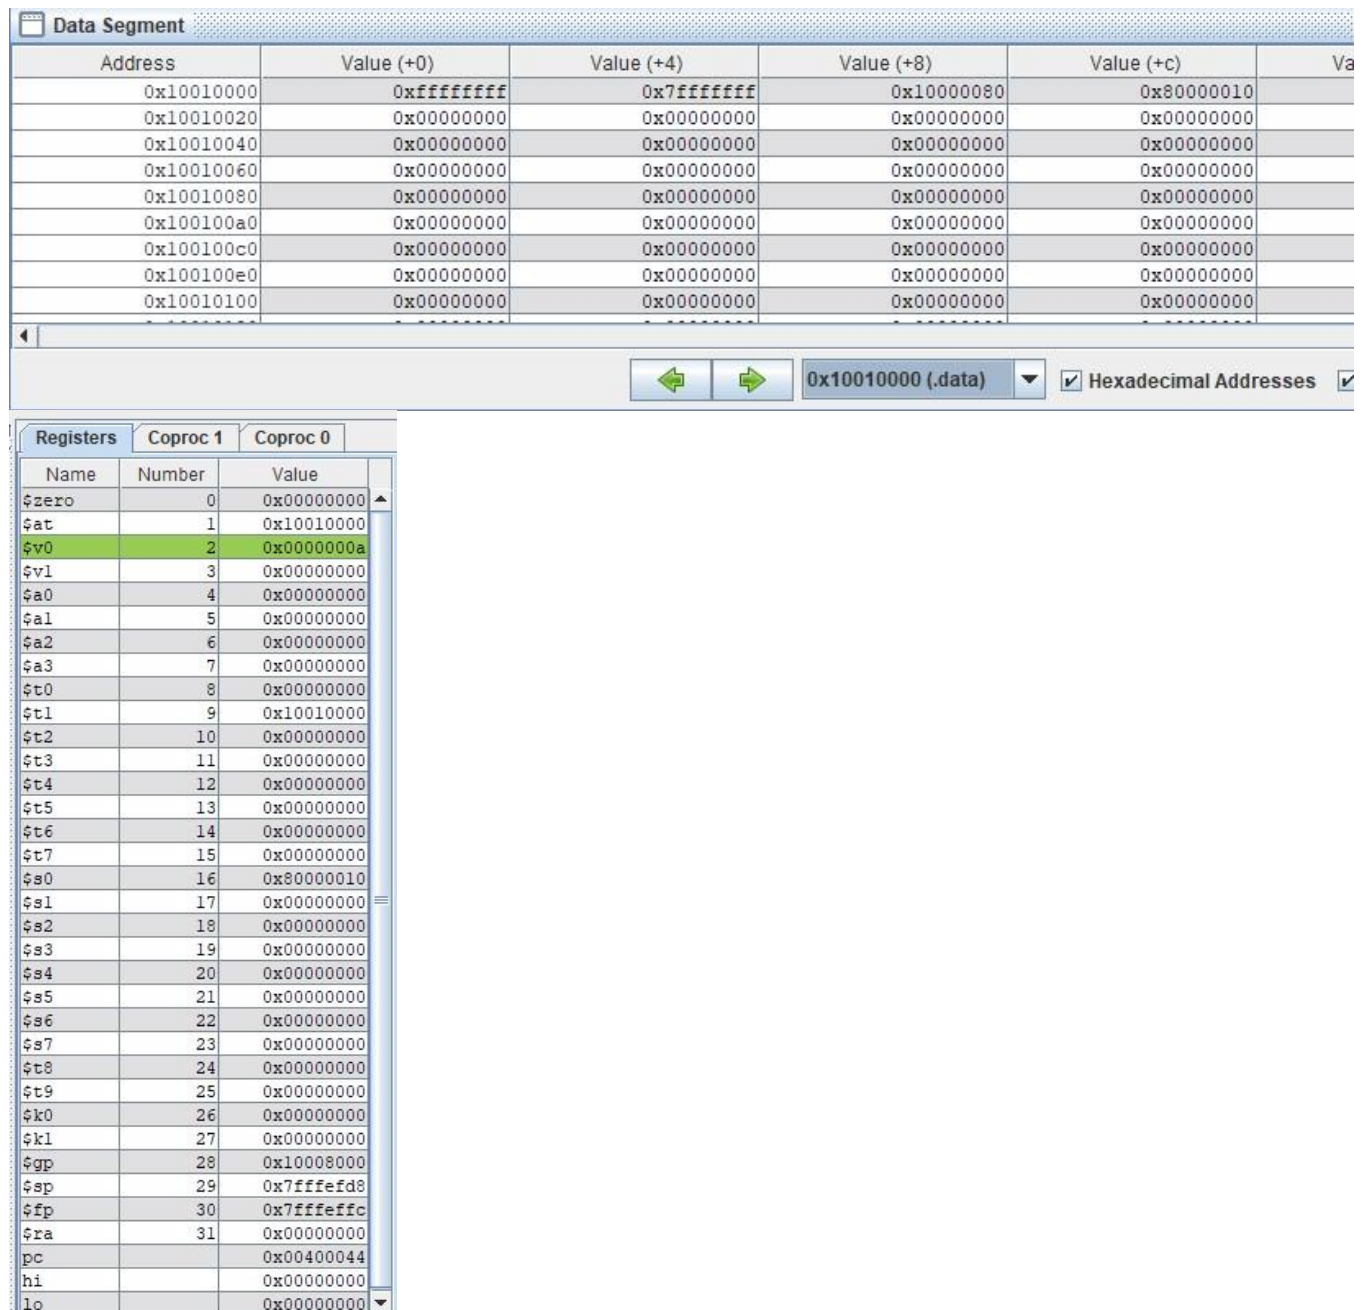 Data Segment
Address Value (+0) Value (+4) Value (+8) Value (+c) Va
0x10010000 0xffffffff 0x7fffffff 0x10000080 0x80000010
0x10010020 0x00000000 0x00000000 0x00000000 0x00000000
0x10010040 0x00000000 0x00000000 0x00000000 0x00000000
0x10010060 0x00000000 0x00000000 0x00000000 0x00000000
0x10010080 0x00000000 0x00000000 0x00000000 0x00000000
0x100100a0 0x00000000 0x00000000 0x00000000 0x00000000
0x100100c0 0x00000000 0x00000000 0x00000000 0x00000000
0x100100e0 0x00000000 0x00000000 0x00000000 0x00000000
0x10010100 0x00000000 0x00000000 0x00000000 0x00000000
0x10010000 (.data) Hexadecimal Addresses
Registers Coproc 1 Coproc 0
Name Number Value
$zero 0 0x00000000
$at 1 0x10010000
$v0 2 0x0000000a
$v1 3 0x00000000
$a0 4 0x00000000
$a1 5 0x00000000
$a2 6 0x00000000
$a3 7 0x00000000
$t0 8 0x00000000
$t1 9 0x10010000
$t2 10 0x00000000
$t3 11 0x00000000
$t4 12 0x00000000
$t5 13 0x00000000
$t6 14 0x00000000
$t7 15 0x00000000
$s0 16 0x80000010
$s1 17 0x00000000
$s2 18 0x00000000
$s3 19 0x00000000
$s4 20 0x00000000
$s5 21 0x00000000
$s6 22 0x00000000
$s7 23 0x00000000
$t8 24 0x00000000
$t9 25 0x00000000
$k0 26 0x00000000
$k1 27 0x00000000
$gp 28 0x10008000
$sp 29 0x7fffefd8
$fp 30 0x7fffeffc
$ra 31 0x00000000
pc 0x00400044
hi 0x00000000
lo 0x00000000